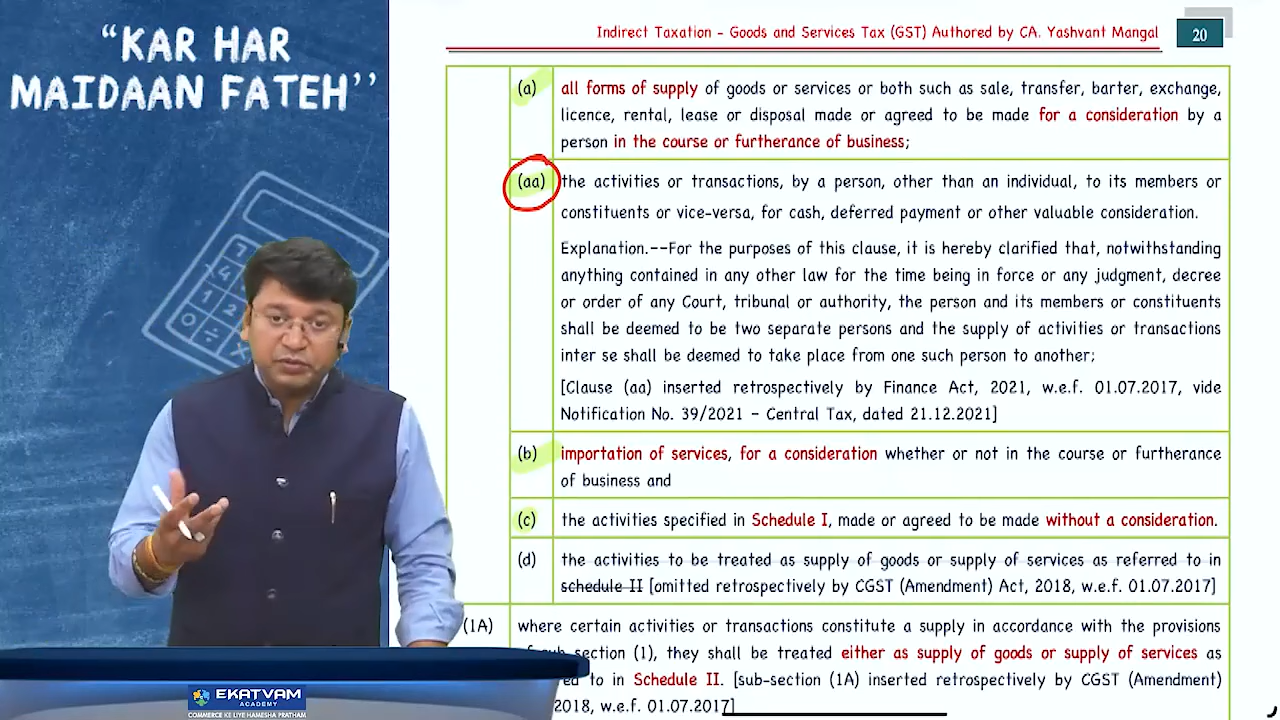 “KAR HAR
MAIDAAN FATEH’’
Indirect Taxation – Goods and Services Tax (GST) Authored by CA. Yashvant Mangal
20
(a) all forms of supply of goods or services or both such as sale, transfer, barter, exchange,
licence, rental, lease or disposal made or agreed to be made for a consideration by a
person in the course or furtherance of business;
(aa) the activities or transactions, by a person, other than an individual, to its members or
constituents or vice-versa, for cash, deferred payment or other valuable consideration.
Explanation.--For the purposes of this clause, it is hereby clarified that, notwithstanding
anything contained in any other law for the time being in force or any judgment, decree
or order of any Court, tribunal or authority, the person and its members or constituents
shall be deemed to be two separate persons and the supply of activities or transactions
inter se shall be deemed to take place from one such person to another;
[Clause (aa) inserted retrospectively by Finance Act, 2021, w.e.f. 01.07.2017, vide
Notification No. 39/2021 – Central Tax, dated 21.12.2021]
(b) importation of services, for a consideration whether or not in the course or furtherance
of business and
(c) the activities specified in Schedule I, made or agreed to be made without a consideration.
(d) the activities to be treated as supply of goods or supply of services as referred to in
schedule II [omitted retrospectively by CGST (Amendment) Act, 2018, w.e.f. 01.07.2017]
(1A) where certain activities or transactions constitute a supply in accordance with the provisions
section (1), they shall be treated either as supply of goods or supply of services as
to in Schedule II. [sub-section (1A) inserted retrospectively by CGST (Amendment)
2018, w.e.f. 01.07.2017]
EKATVAM
ACADEMY
COMMERCE KE LIYE HAMESHA PRATHAM